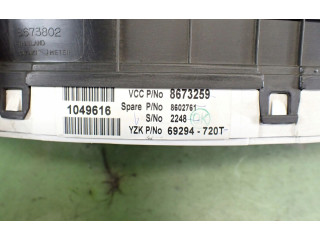 8673802
VCC P/No 8673259
1049616 Spare P/No 8602761
S/No 2248
YZK P/No 69294-720T